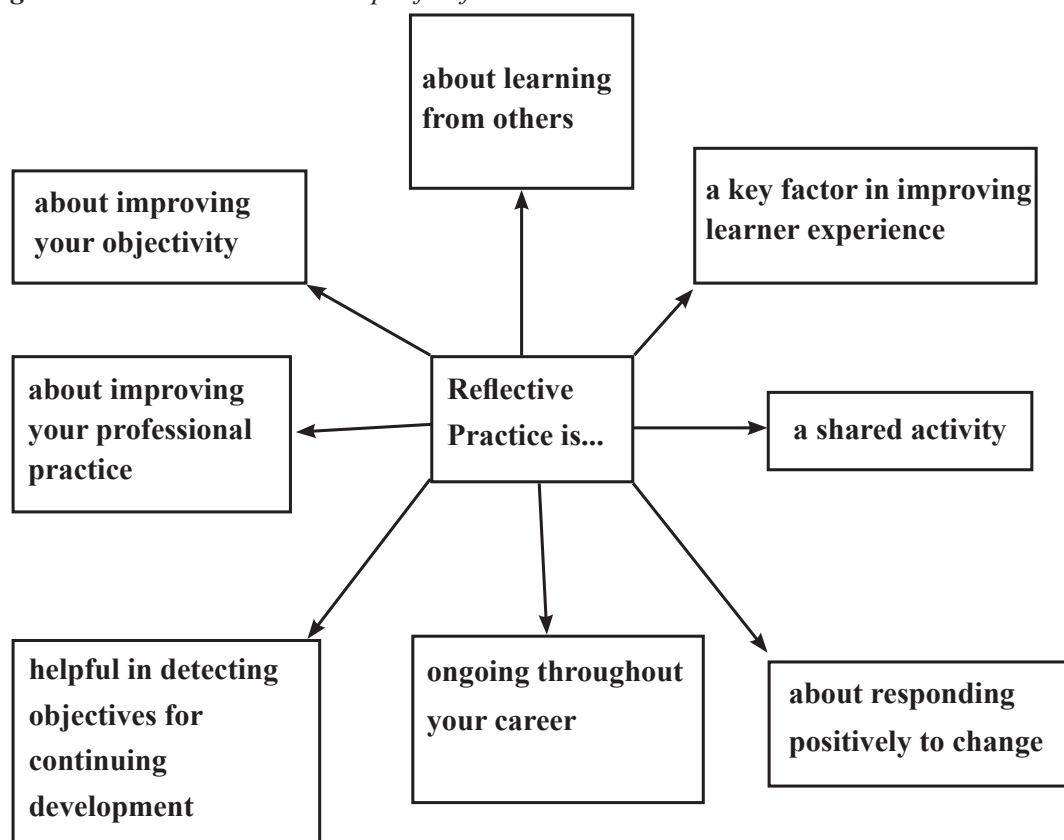 about learning
from others
a key factor in improving
learner experience
about improving
your objectivity
Reflective
Practice is...
about improving
your professional
practice
a shared activity
helpful in detecting
objectives for
continuing
development
ongoing throughout
your career
about responding
positively to change